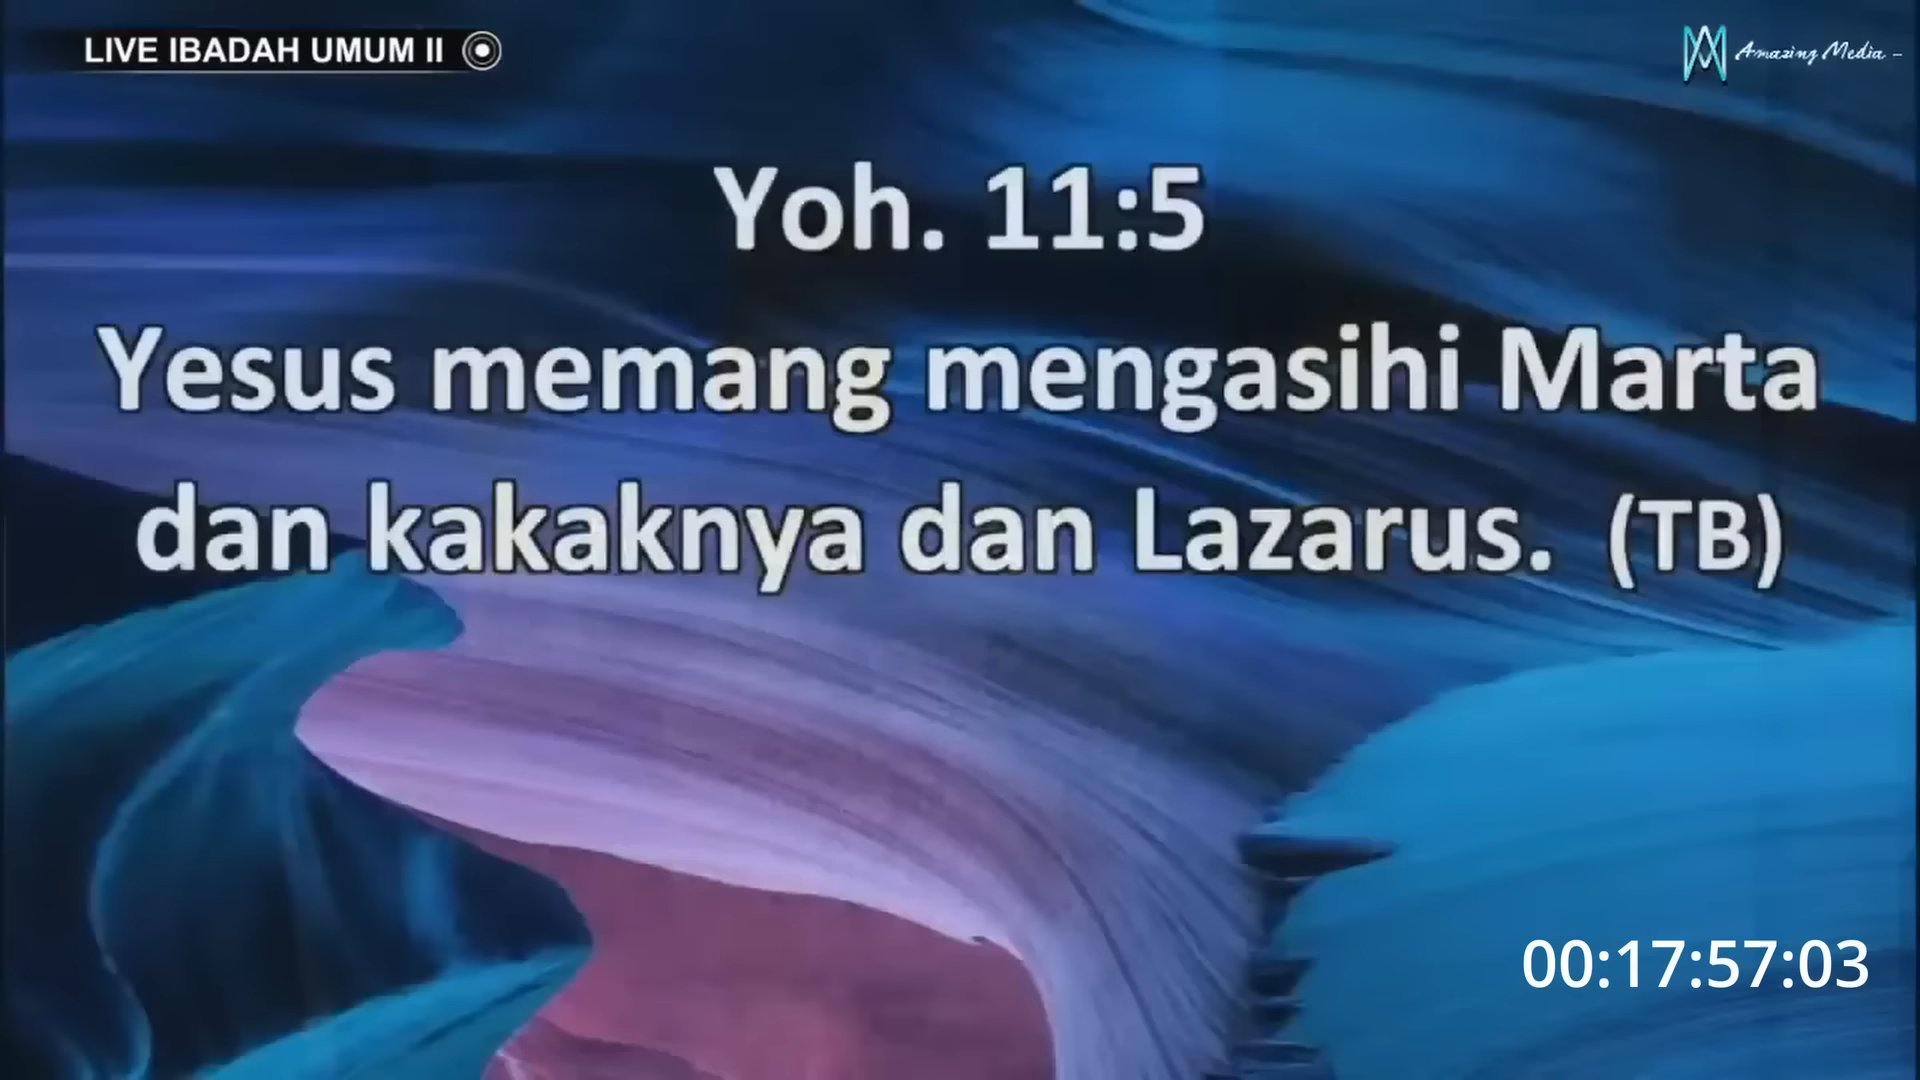 LIVE IBADAH UMUM II
Amazing Media -
Yoh. 11:5
Yesus memang mengasihi Marta
dan kakaknya dan Lazarus. (TB)
00:17:57:03